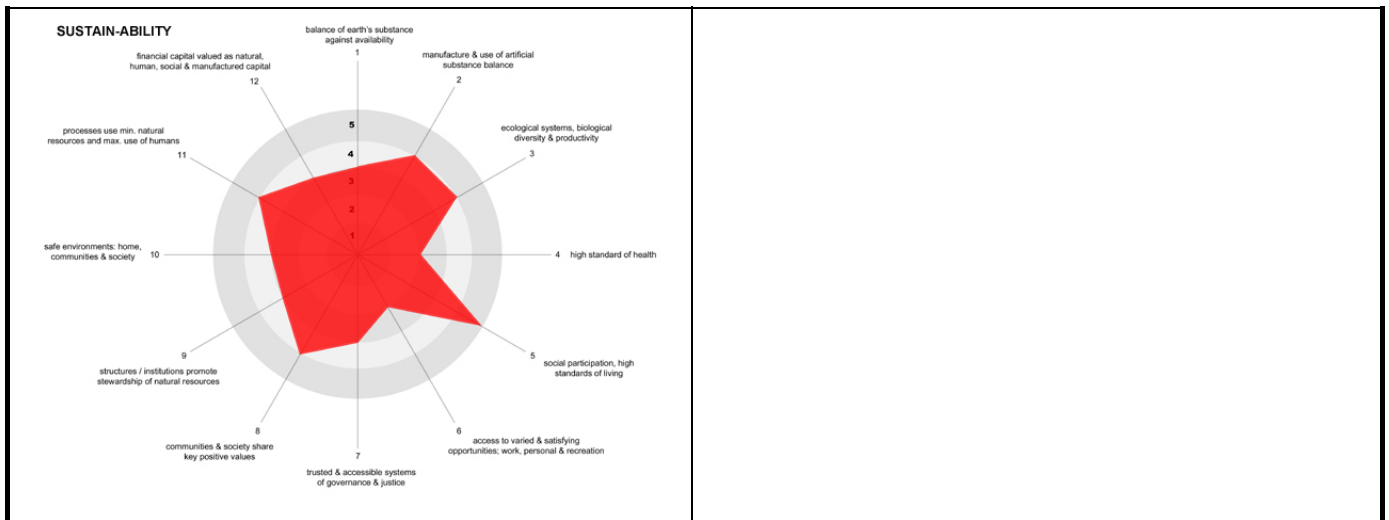 SUSTAIN-ABILITY
balance of earth's substance
against availability
1
manufacture & use of artificial
substance balance
2
ecological systems, biological
diversity & productivity
3
4 high standard of health
5
social participation, high
standards of living
6
access to varied & satisfying
opportunities; work, personal & recreation
7
trusted & accessible systems
of governance & justice
8
communities & society share
key positive values
9
structures / institutions promote
stewardship of natural resources
safe environments: home,
communities & society
10
processes use min. natural
resources and max. use of humans
11
financial capital valued as natural,
human, social & manufactured capital
12
5
4
3
2
1